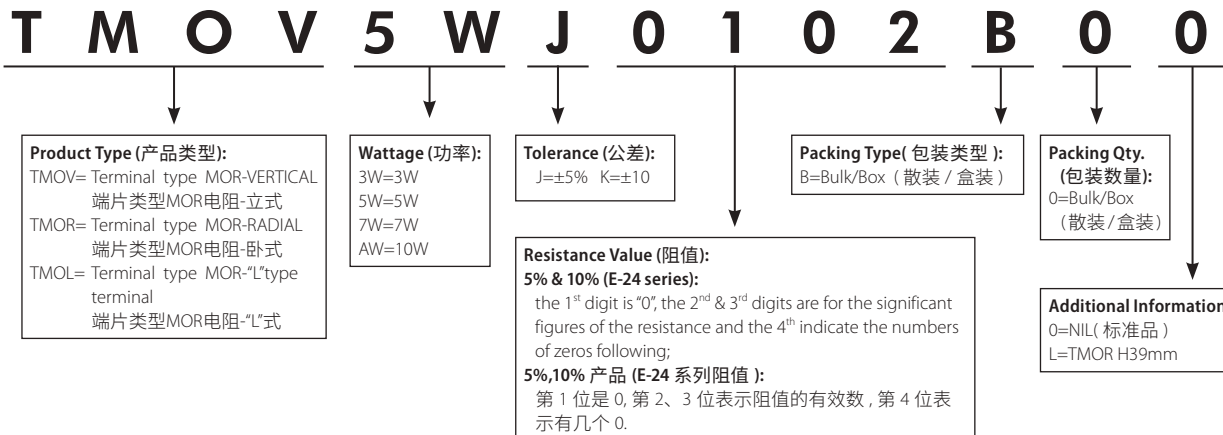 T M O V 5 W J 0 1 0 2 B 0 0
Product Type (产品类型):
TMOV= Terminal type MOR-VERTICAL
端片类型MOR电阻-立式
TMOR= Terminal type MOR-RADIAL
端片类型MOR电阻-卧式
TMOL= Terminal type MOR-“L”type
terminal
端片类型MOR电阻-“L”式
Wattage (功率):
3W=3W
5W=5W
7W=7W
AW=10W
Tolerance (公差):
J=±5% K=±10
Resistance Value (阻值):
5% & 10% (E-24 series):
the 1st digit is “0”, the 2nd & 3rd digits are for the significant
figures of the resistance and the 4th indicate the numbers
of zeros following;
5%,10% 产品 (E-24 系列阻值 ):
第 1 位是 0, 第 2、3 位表示阻值的有效数 , 第 4 位表
示有几个 0.
Packing Type( 包装类型 ):
B=Bulk/Box ( 散装 / 盒装 )
Packing Qty.
(包装数量):
0=Bulk/Box
(散装/盒装)
Additional Information
0=NIL( 标准品 )
L=TMOR H39mm